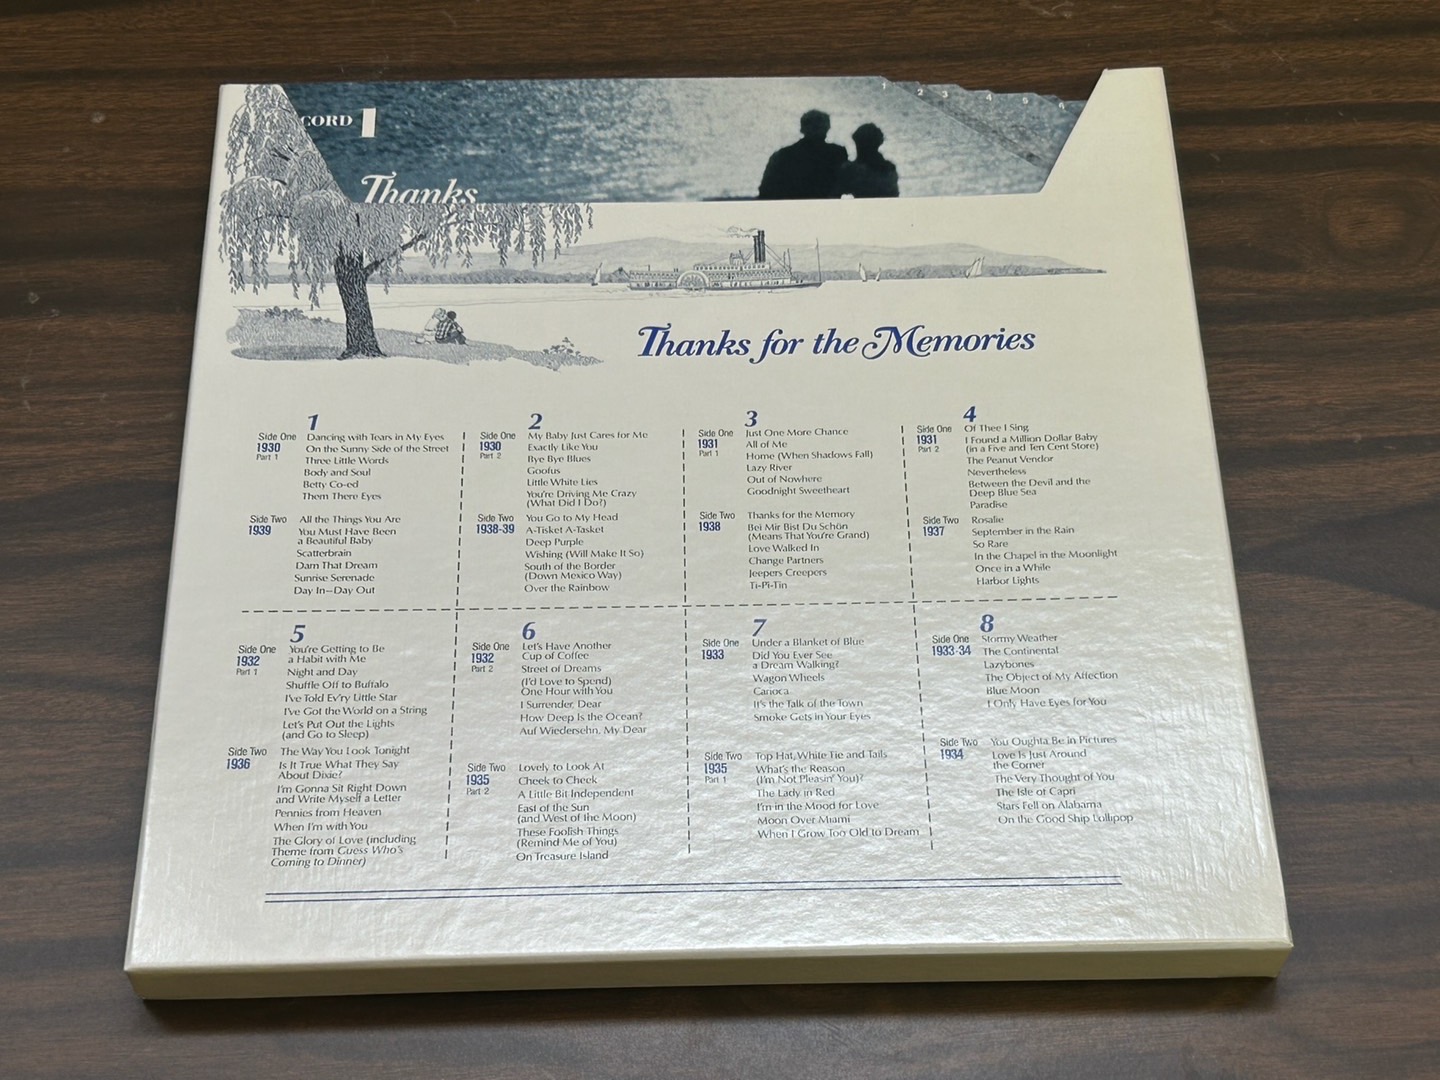 CORD 1
1 2 3 4 5 6
Thanks
Thanks for the Memories
1
Side One
1930
Part 1
Dancing with Tears in My Eyes
On the Sunny Side of the Street
Three Little Words
Body and Soul
Betty Co-ed
Them There Eyes
Side Two
1939
All the Things You Are
You Must Have Been
a Beautiful Baby
Scatterbrain
Darn That Dream
Sunrise Serenade
Day In—Day Out
2
Side One
1930
Part 2
My Baby Just Cares for Me
Exactly Like You
Bye Bye Blues
Goofus
Little White Lies
You're Driving Me Crazy
(What Did I Do?)
Side Two
1938-39
You Go to My Head
A-Tisket A-Tasket
Deep Purple
Wishing (Will Make It So)
South of the Border
(Down Mexico Way)
Over the Rainbow
3
Side One
1931
Part 1
Just One More Chance
All of Me
Home (When Shadows Fall)
Lazy River
Out of Nowhere
Goodnight Sweetheart
Side Two
1938
Thanks for the Memory
Bei Mir Bist Du Schön
(Means That You're Grand)
Love Walked In
Change Partners
Jeepers Creepers
Ti-Pi-Tin
4
Side One
1931
Part 2
Of Thee I Sing
I Found a Million Dollar Baby
(in a Five and Ten Cent Store)
The Peanut Vendor
Nevertheless
Between the Devil and the
Deep Blue Sea
Paradise
Side Two
1937
Rosalie
September in the Rain
So Rare
In the Chapel in the Moonlight
Once in a While
Harbor Lights
5
Side One
1932
Part 1
You're Getting to Be
a Habit with Me
Night and Day
Shuffle Off to Buffalo
I've Told Ev'ry Little Star
I've Got the World on a String
Let's Put Out the Lights
(and Go to Sleep)
Side Two
1936
The Way You Look Tonight
Is It True What They Say
About Dixie?
I'm Gonna Sit Right Down
and Write Myself a Letter
Pennies from Heaven
When I'm with You
The Glory of Love (including
Theme from Guess Who's
Coming to Dinner)
6
Side One
1932
Part 2
Let's Have Another
Cup of Coffee
Street of Dreams
(I'd Love to Spend)
One Hour with You
I Surrender, Dear
How Deep Is the Ocean?
Auf Wiedersehn, My Dear
Side Two
1935
Part 2
Lovely to Look At
Cheek to Cheek
A Little Bit Independent
East of the Sun
(and West of the Moon)
These Foolish Things
(Remind Me of You)
On Treasure Island
7
Side One
1933
Under a Blanket of Blue
Did You Ever See
a Dream Walking?
Wagon Wheels
Carioca
It's the Talk of the Town
Smoke Gets in Your Eyes
Side Two
1935
Part 1
Top Hat, White Tie and Tails
What's the Reason
(I'm Not Pleasin' You)?
The Lady in Red
I'm in the Mood for Love
Moon Over Miami
When I Grow Too Old to Dream
8
Side One
1933-34
Stormy Weather
The Continental
Lazybones
The Object of My Affection
Blue Moon
I Only Have Eyes for You
Side Two
1934
You Oughta Be in Pictures
Love Is Just Around
the Corner
The Very Thought of You
The Isle of Capri
Stars Fell on Alabama
On the Good Ship Lollipop